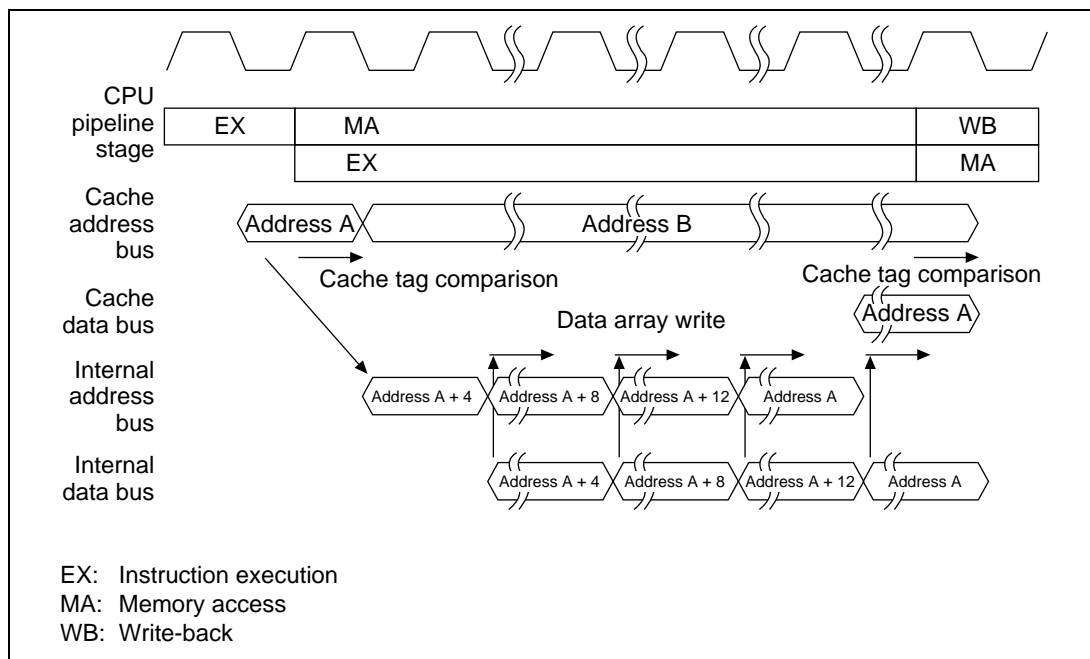 CPU
pipeline
stage
EX MA WB
EX MA
Cache
address
bus
Address A Address B
Cache tag comparison Cache tag comparison
Cache
data bus
Address A
Data array write
Internal
address
bus
Address A + 4 Address A + 8 Address A + 12 Address A
Internal
data bus
Address A + 4 Address A + 8 Address A + 12 Address A
EX: Instruction execution
MA: Memory access
WB: Write-back